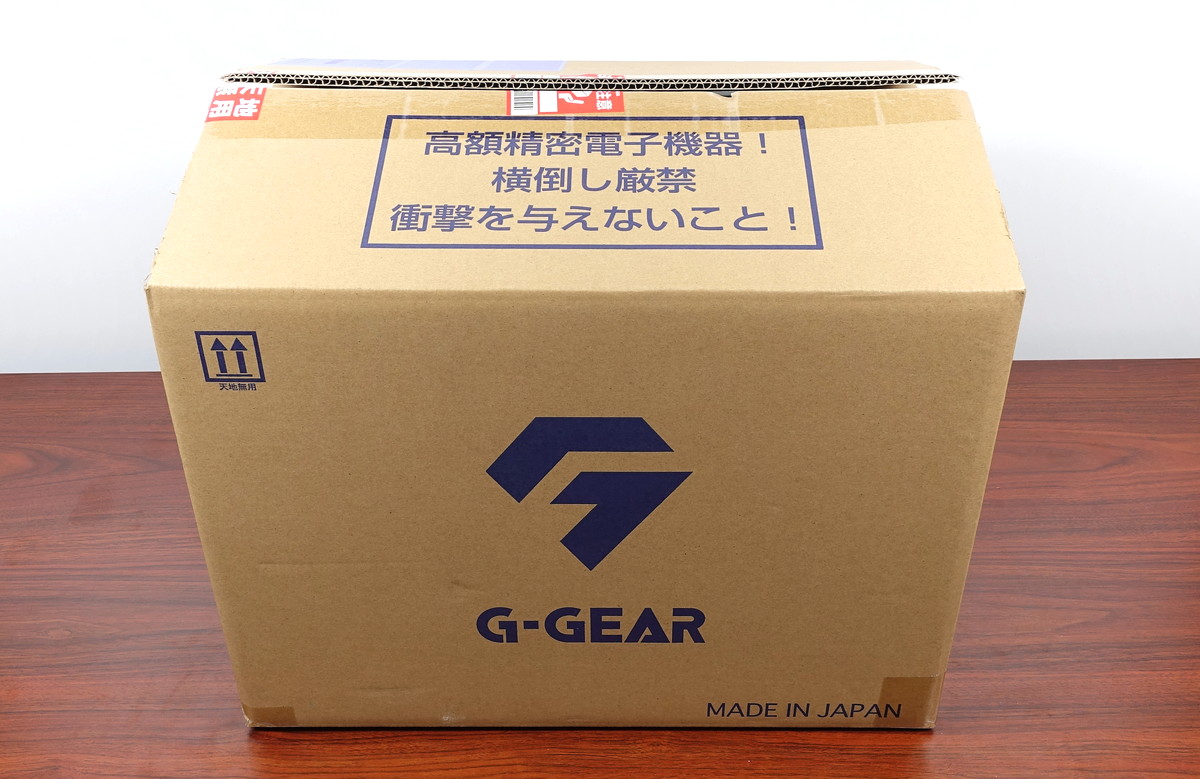 高額精密電子機器！
横倒し厳禁
衝撃を与えないこと！
天地無用
G-GEAR
MADE IN JAPAN